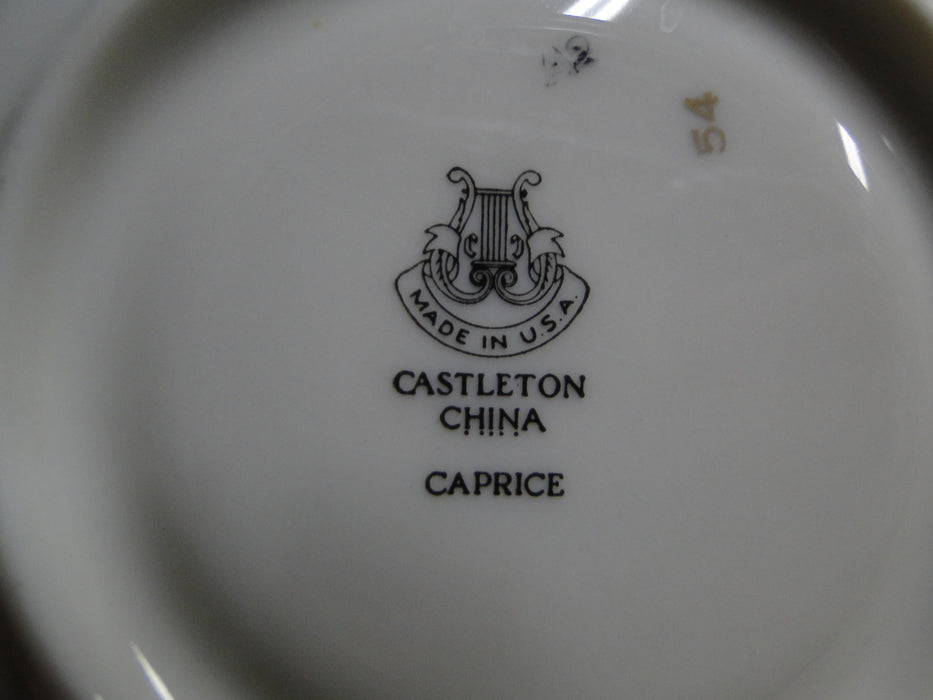 54
MADE IN U.S.A.
CASTLETON
CHINA
CAPRICE